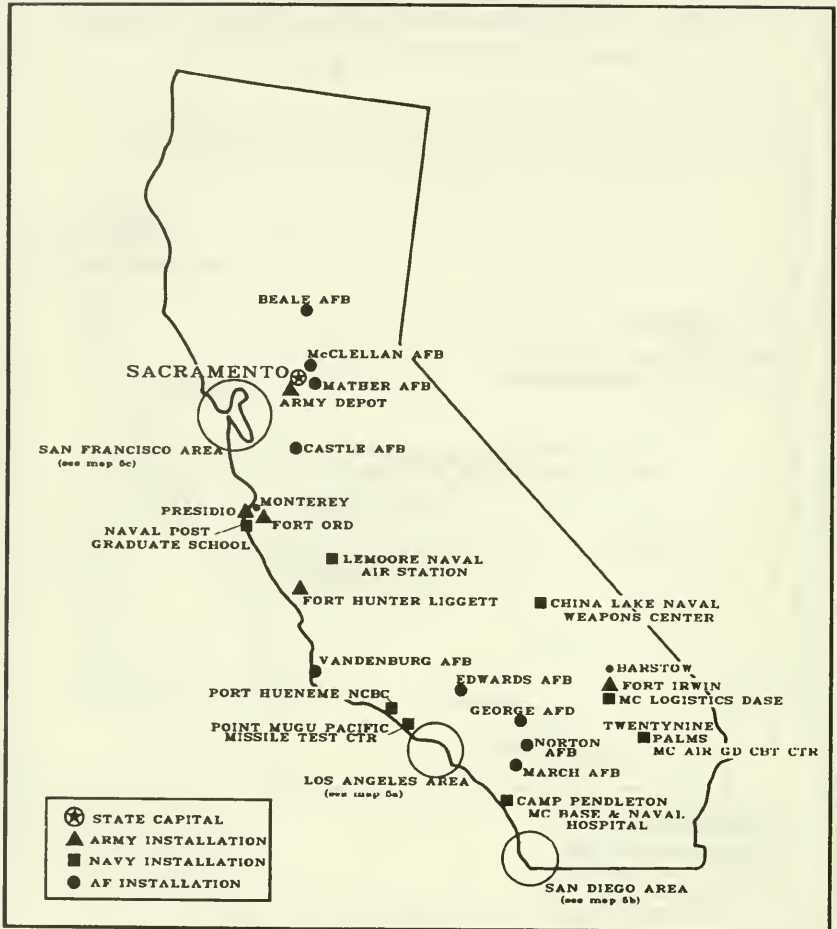 BEALE AFB
McCLELLAN AFB
SACRAMENTO
MATHER AFB
ARMY DEPOT
SAN FRANCISCO AREA
(see map 6c)
CASTLE AFB
MONTEREY
PRESIDIO
FORT ORD
NAVAL POST
GRADUATE SCHOOL
LEMOORE NAVAL
AIR STATION
FORT HUNTER LIGGETT
CHINA LAKE NAVAL
WEAPONS CENTER
VANDENBURG AFB
EDWARDS AFB
BARSTOW
FORT IRWIN
MC LOGISTICS DASE
PORT HUENEME NCBC
GEORGE AFD
POINT MUGU PACIFIC
MISSILE TEST CTR
TWENTYNINE
PALMS
MC AIR GD CBT CTR
NORTON
AFB
MARCH AFB
LOS ANGELES AREA
(see map 6a)
CAMP PENDLETON
MC BASE & NAVAL
HOSPITAL
SAN DIEGO AREA
(see map 6b)
STATE CAPITAL
ARMY INSTALLATION
NAVY INSTALLATION
AF INSTALLATION